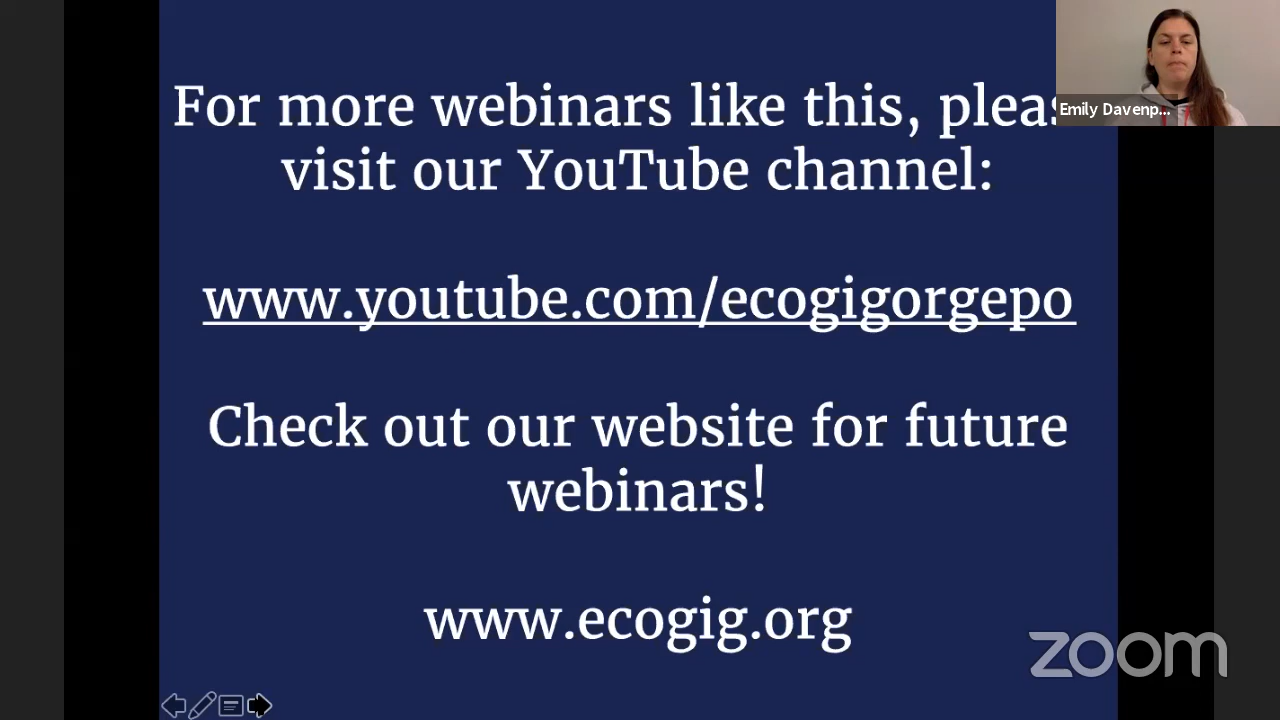 For more webinars like this, pleas
visit our YouTube channel:
www.youtube.com/ecogigorgepo
Check out our website for future
webinars!
www.ecogig.org
Emily Davenp...
zoom